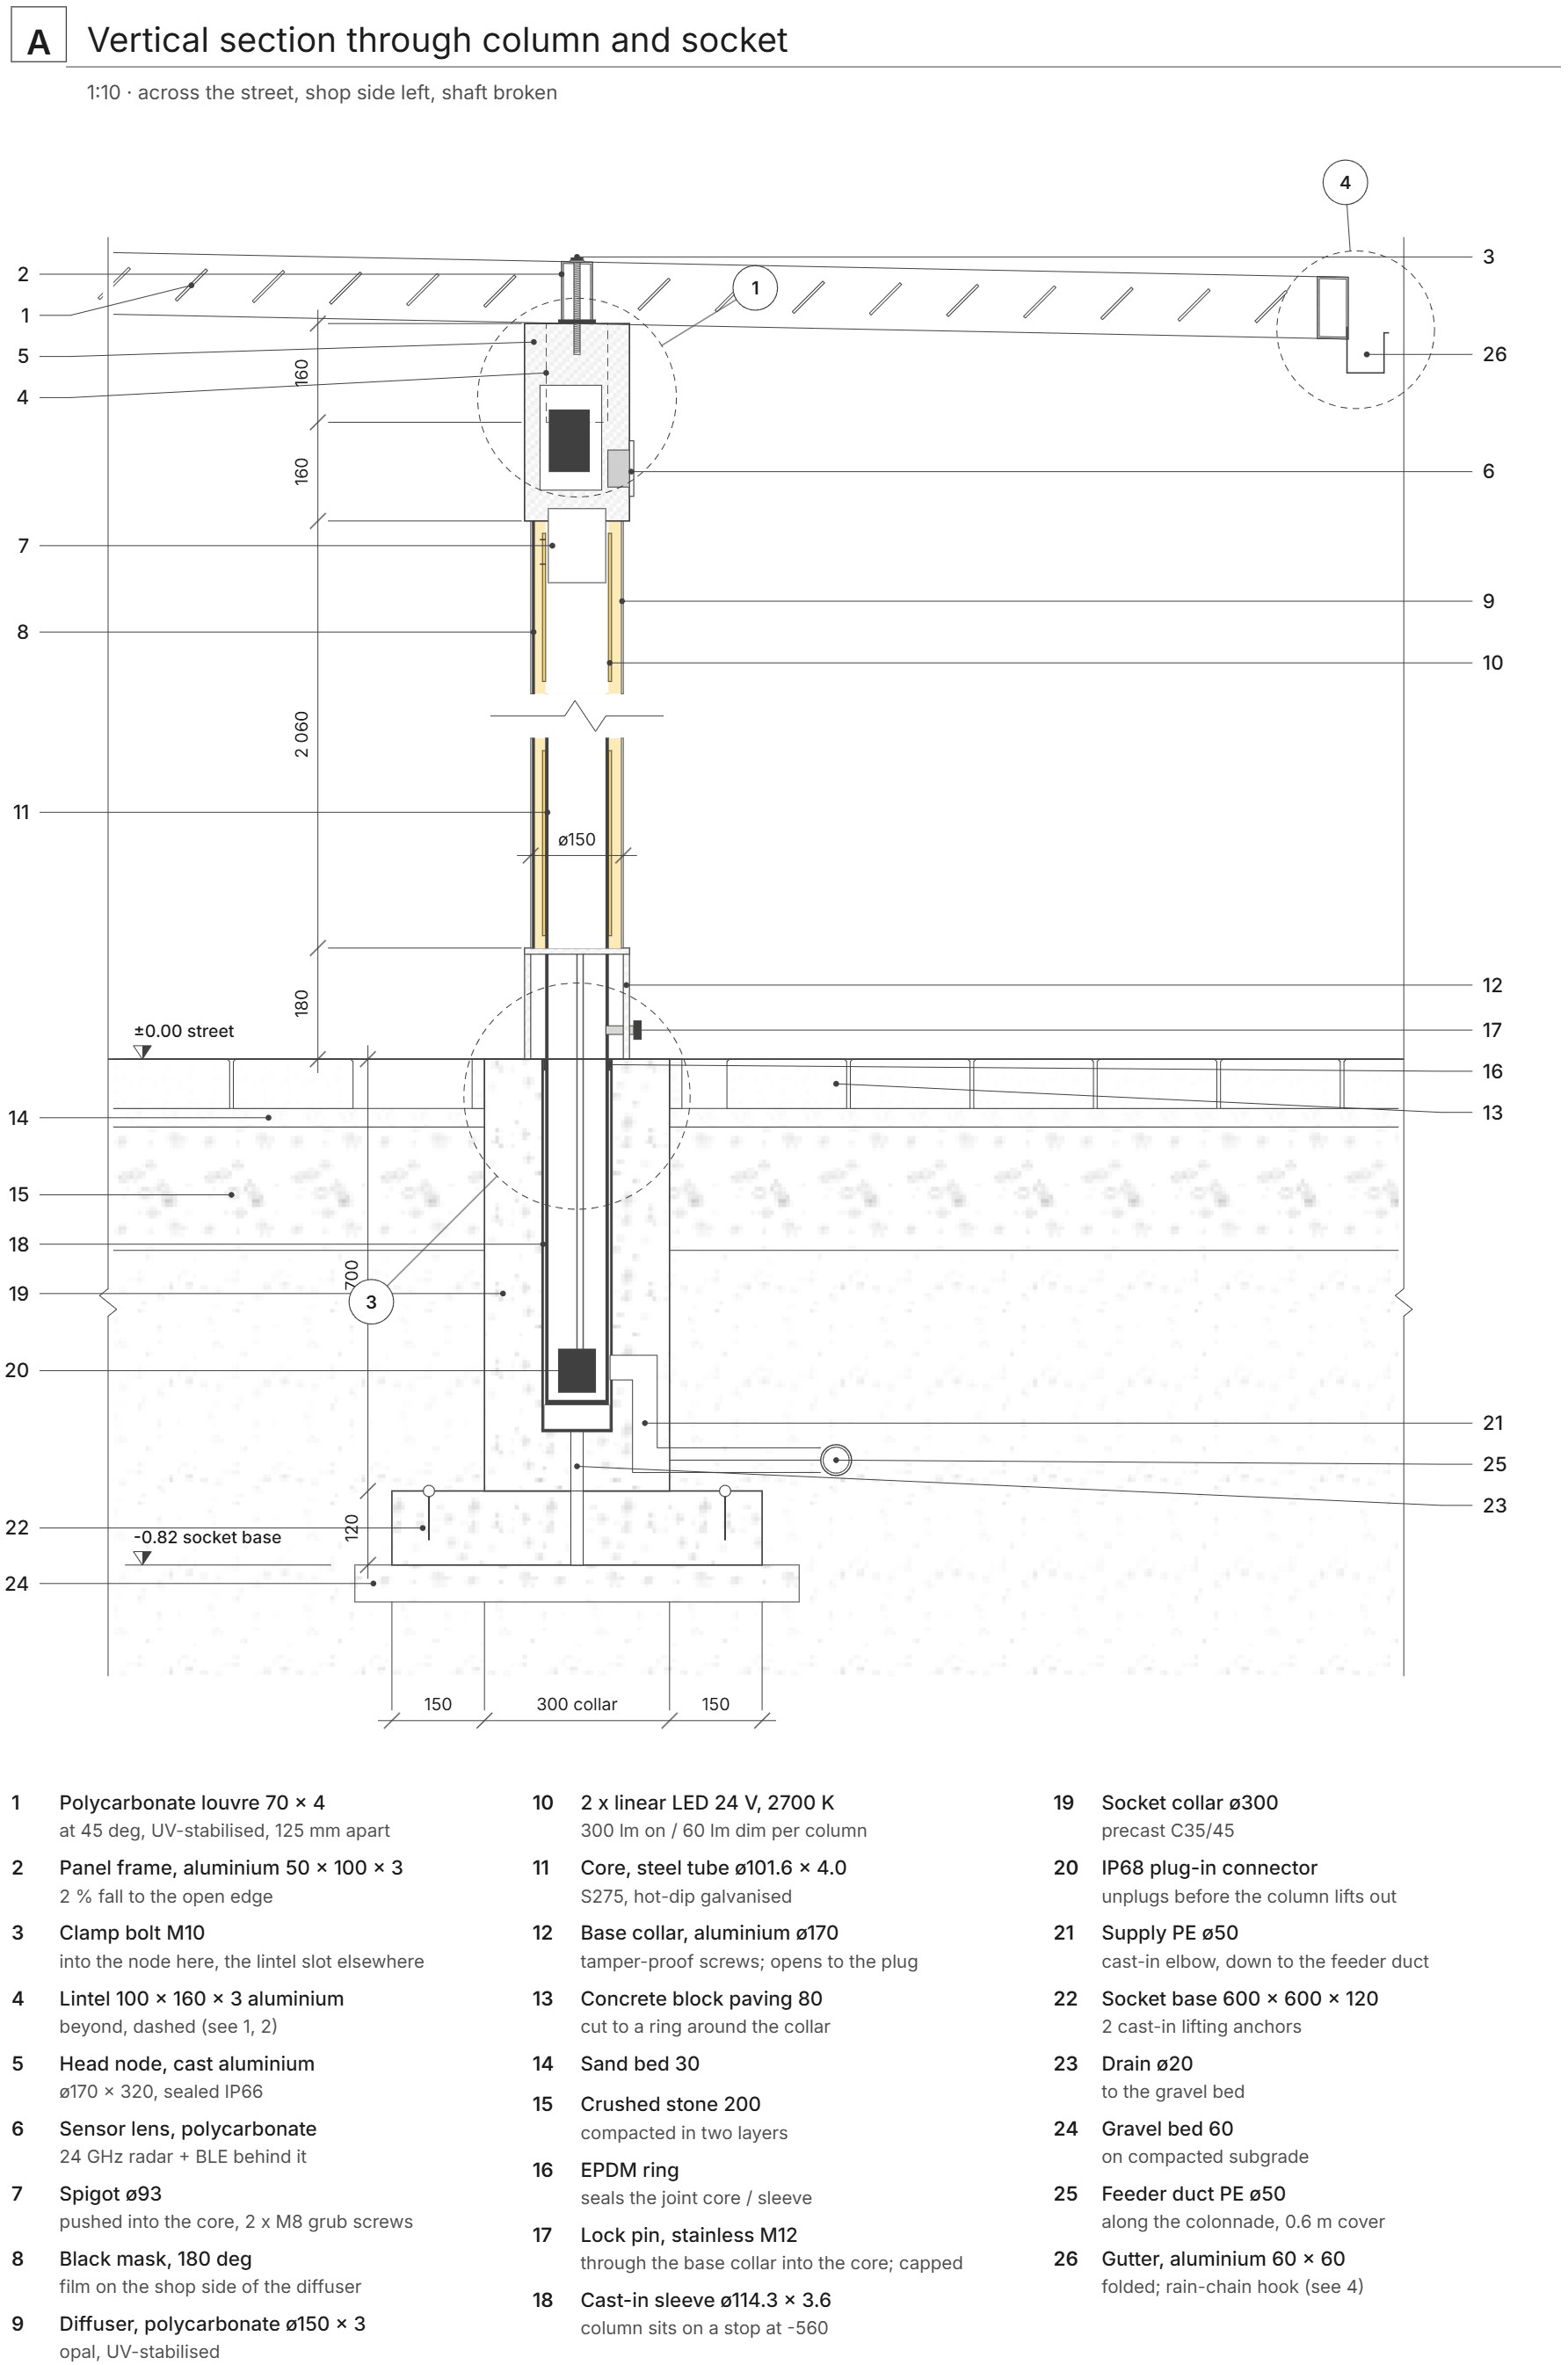 A
Vertical section through column and socket
1:10 · across the street, shop side left, shaft broken
4
3
2
1
1
5
26
160
4
160
6
7
9
8
10
2 060
11
ø150
12
180
17
±0.00 street
16
13
14
15
18
700
19
3
20
21
25
23
120
22
-0.82 socket base
24
150
300 collar
150
1 Polycarbonate louvre 70 × 4
at 45 deg, UV-stabilised, 125 mm apart
2 Panel frame, aluminium 50 × 100 × 3
2 % fall to the open edge
3 Clamp bolt M10
into the node here, the lintel slot elsewhere
4 Lintel 100 × 160 × 3 aluminium
beyond, dashed (see 1, 2)
5 Head node, cast aluminium
ø170 × 320, sealed IP66
6 Sensor lens, polycarbonate
24 GHz radar + BLE behind it
7 Spigot ø93
pushed into the core, 2 x M8 grub screws
8 Black mask, 180 deg
film on the shop side of the diffuser
9 Diffuser, polycarbonate ø150 × 3
opal, UV-stabilised
10 2 x linear LED 24 V, 2700 K
300 lm on / 60 lm dim per column
11 Core, steel tube ø101.6 × 4.0
S275, hot-dip galvanised
12 Base collar, aluminium ø170
tamper-proof screws; opens to the plug
13 Concrete block paving 80
cut to a ring around the collar
14 Sand bed 30
15 Crushed stone 200
compacted in two layers
16 EPDM ring
seals the joint core / sleeve
17 Lock pin, stainless M12
through the base collar into the core; capped
18 Cast-in sleeve ø114.3 × 3.6
column sits on a stop at -560
19 Socket collar ø300
precast C35/45
20 IP68 plug-in connector
unplugs before the column lifts out
21 Supply PE ø50
cast-in elbow, down to the feeder duct
22 Socket base 600 × 600 × 120
2 cast-in lifting anchors
23 Drain ø20
to the gravel bed
24 Gravel bed 60
on compacted subgrade
25 Feeder duct PE ø50
along the colonnade, 0.6 m cover
26 Gutter, aluminium 60 × 60
folded; rain-chain hook (see 4)